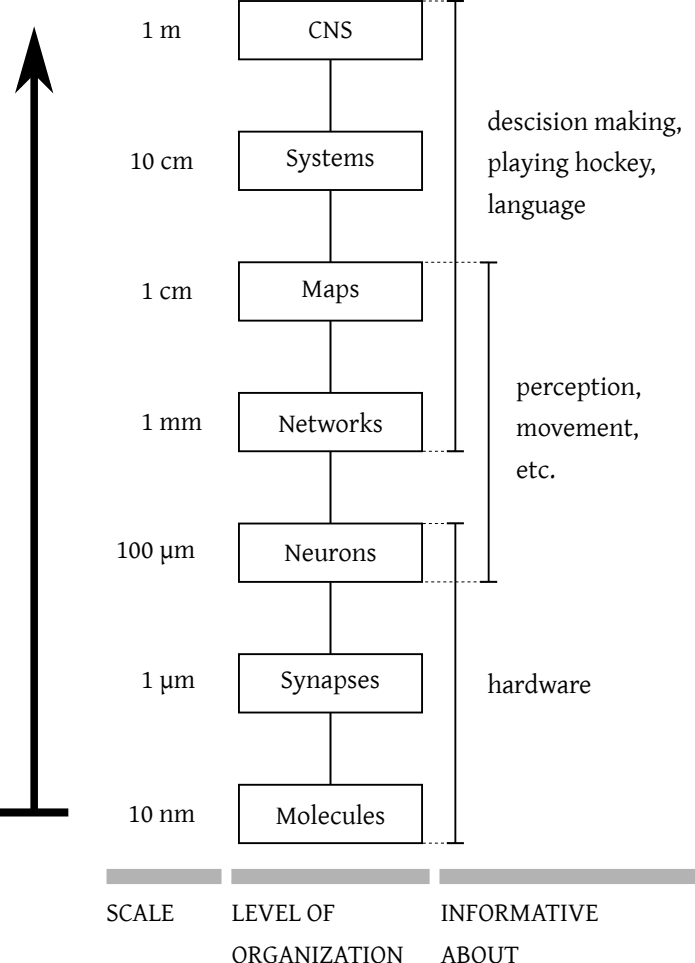 1 m
CNS
descision making,
playing hockey,
language
10 cm
Systems
1 cm
Maps
perception,
movement,
etc.
1 mm
Networks
100 µm
Neurons
1 µm
Synapses
hardware
10 nm
Molecules
SCALE
LEVEL OF
ORGANIZATION
INFORMATIVE
ABOUT